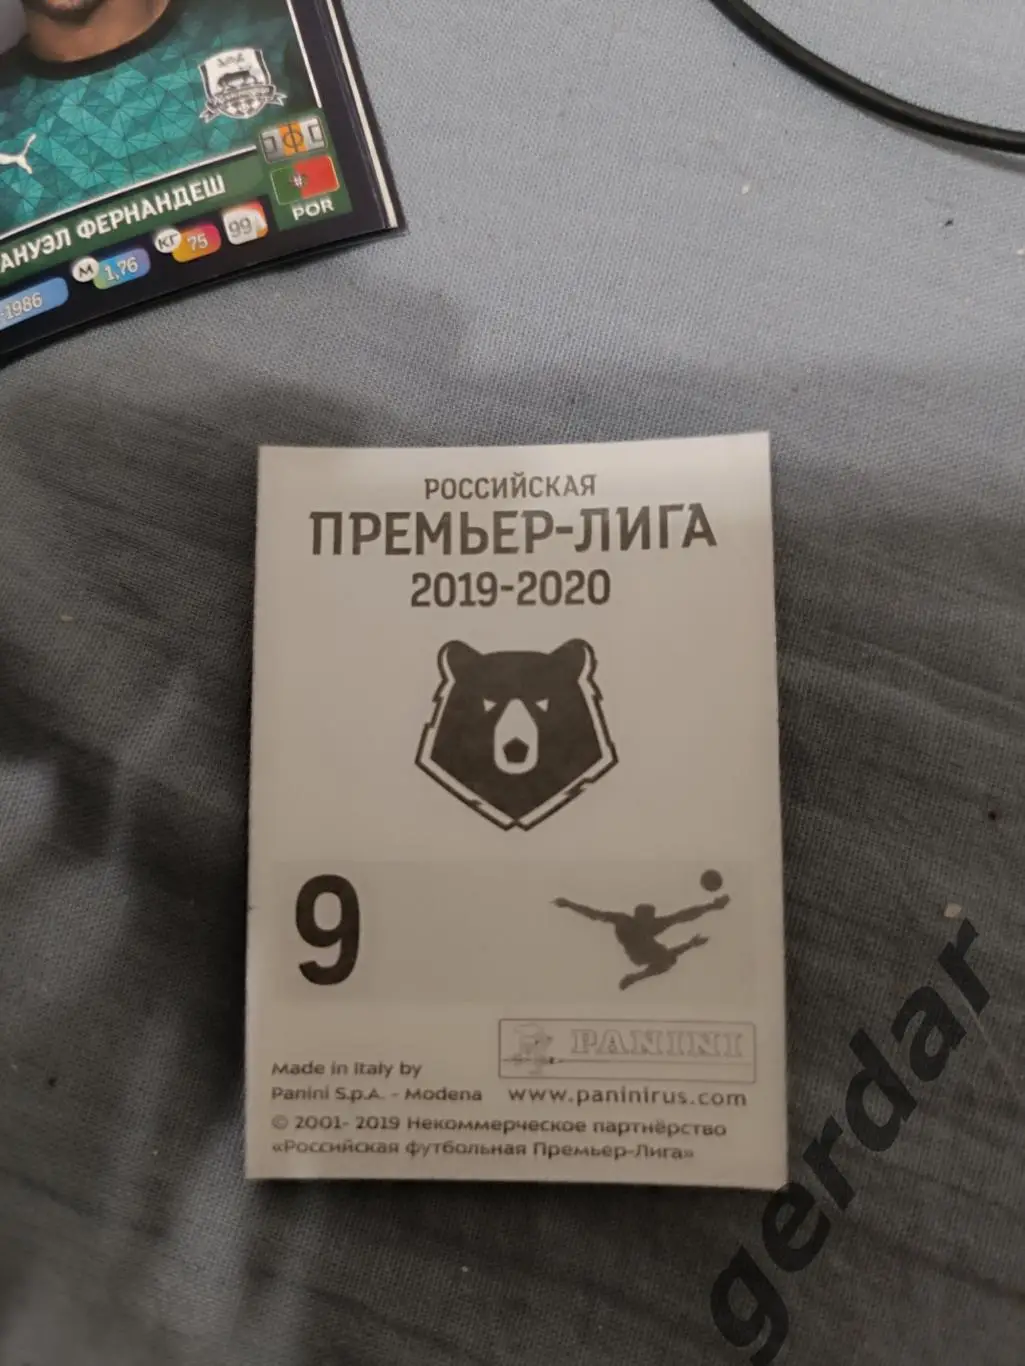 АНУЭЛ ФЕРНАНДЕШ
POR
-1986
М 1,76
КГ 75
99
РОССИЙСКАЯ
ПРЕМЬЕР-ЛИГА
2019-2020
9
PANINI
Made in Italy by
Panini S.p.A. - Modena
www.paninirus.com
© 2001- 2019 Некоммерческое партнёрство
«Российская футбольная Премьер-Лига»
gerdar